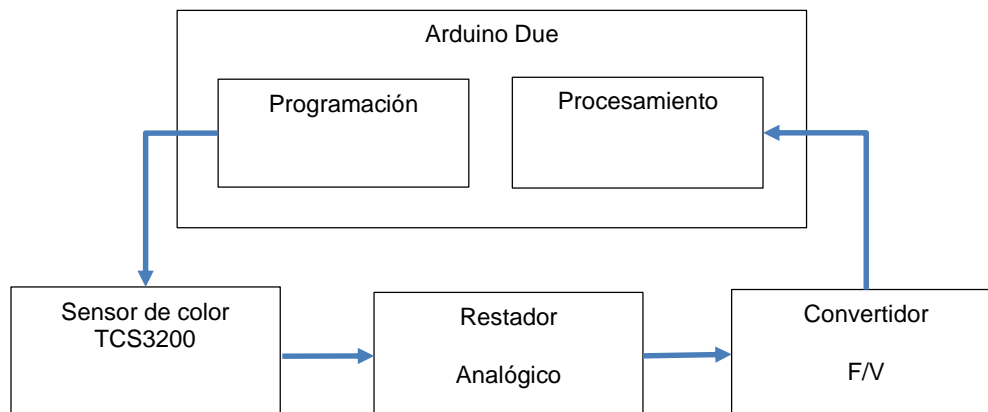 Arduino Due
Programación
Procesamiento
Sensor de color
TCS3200
Restador
Analógico
Convertidor
F/V